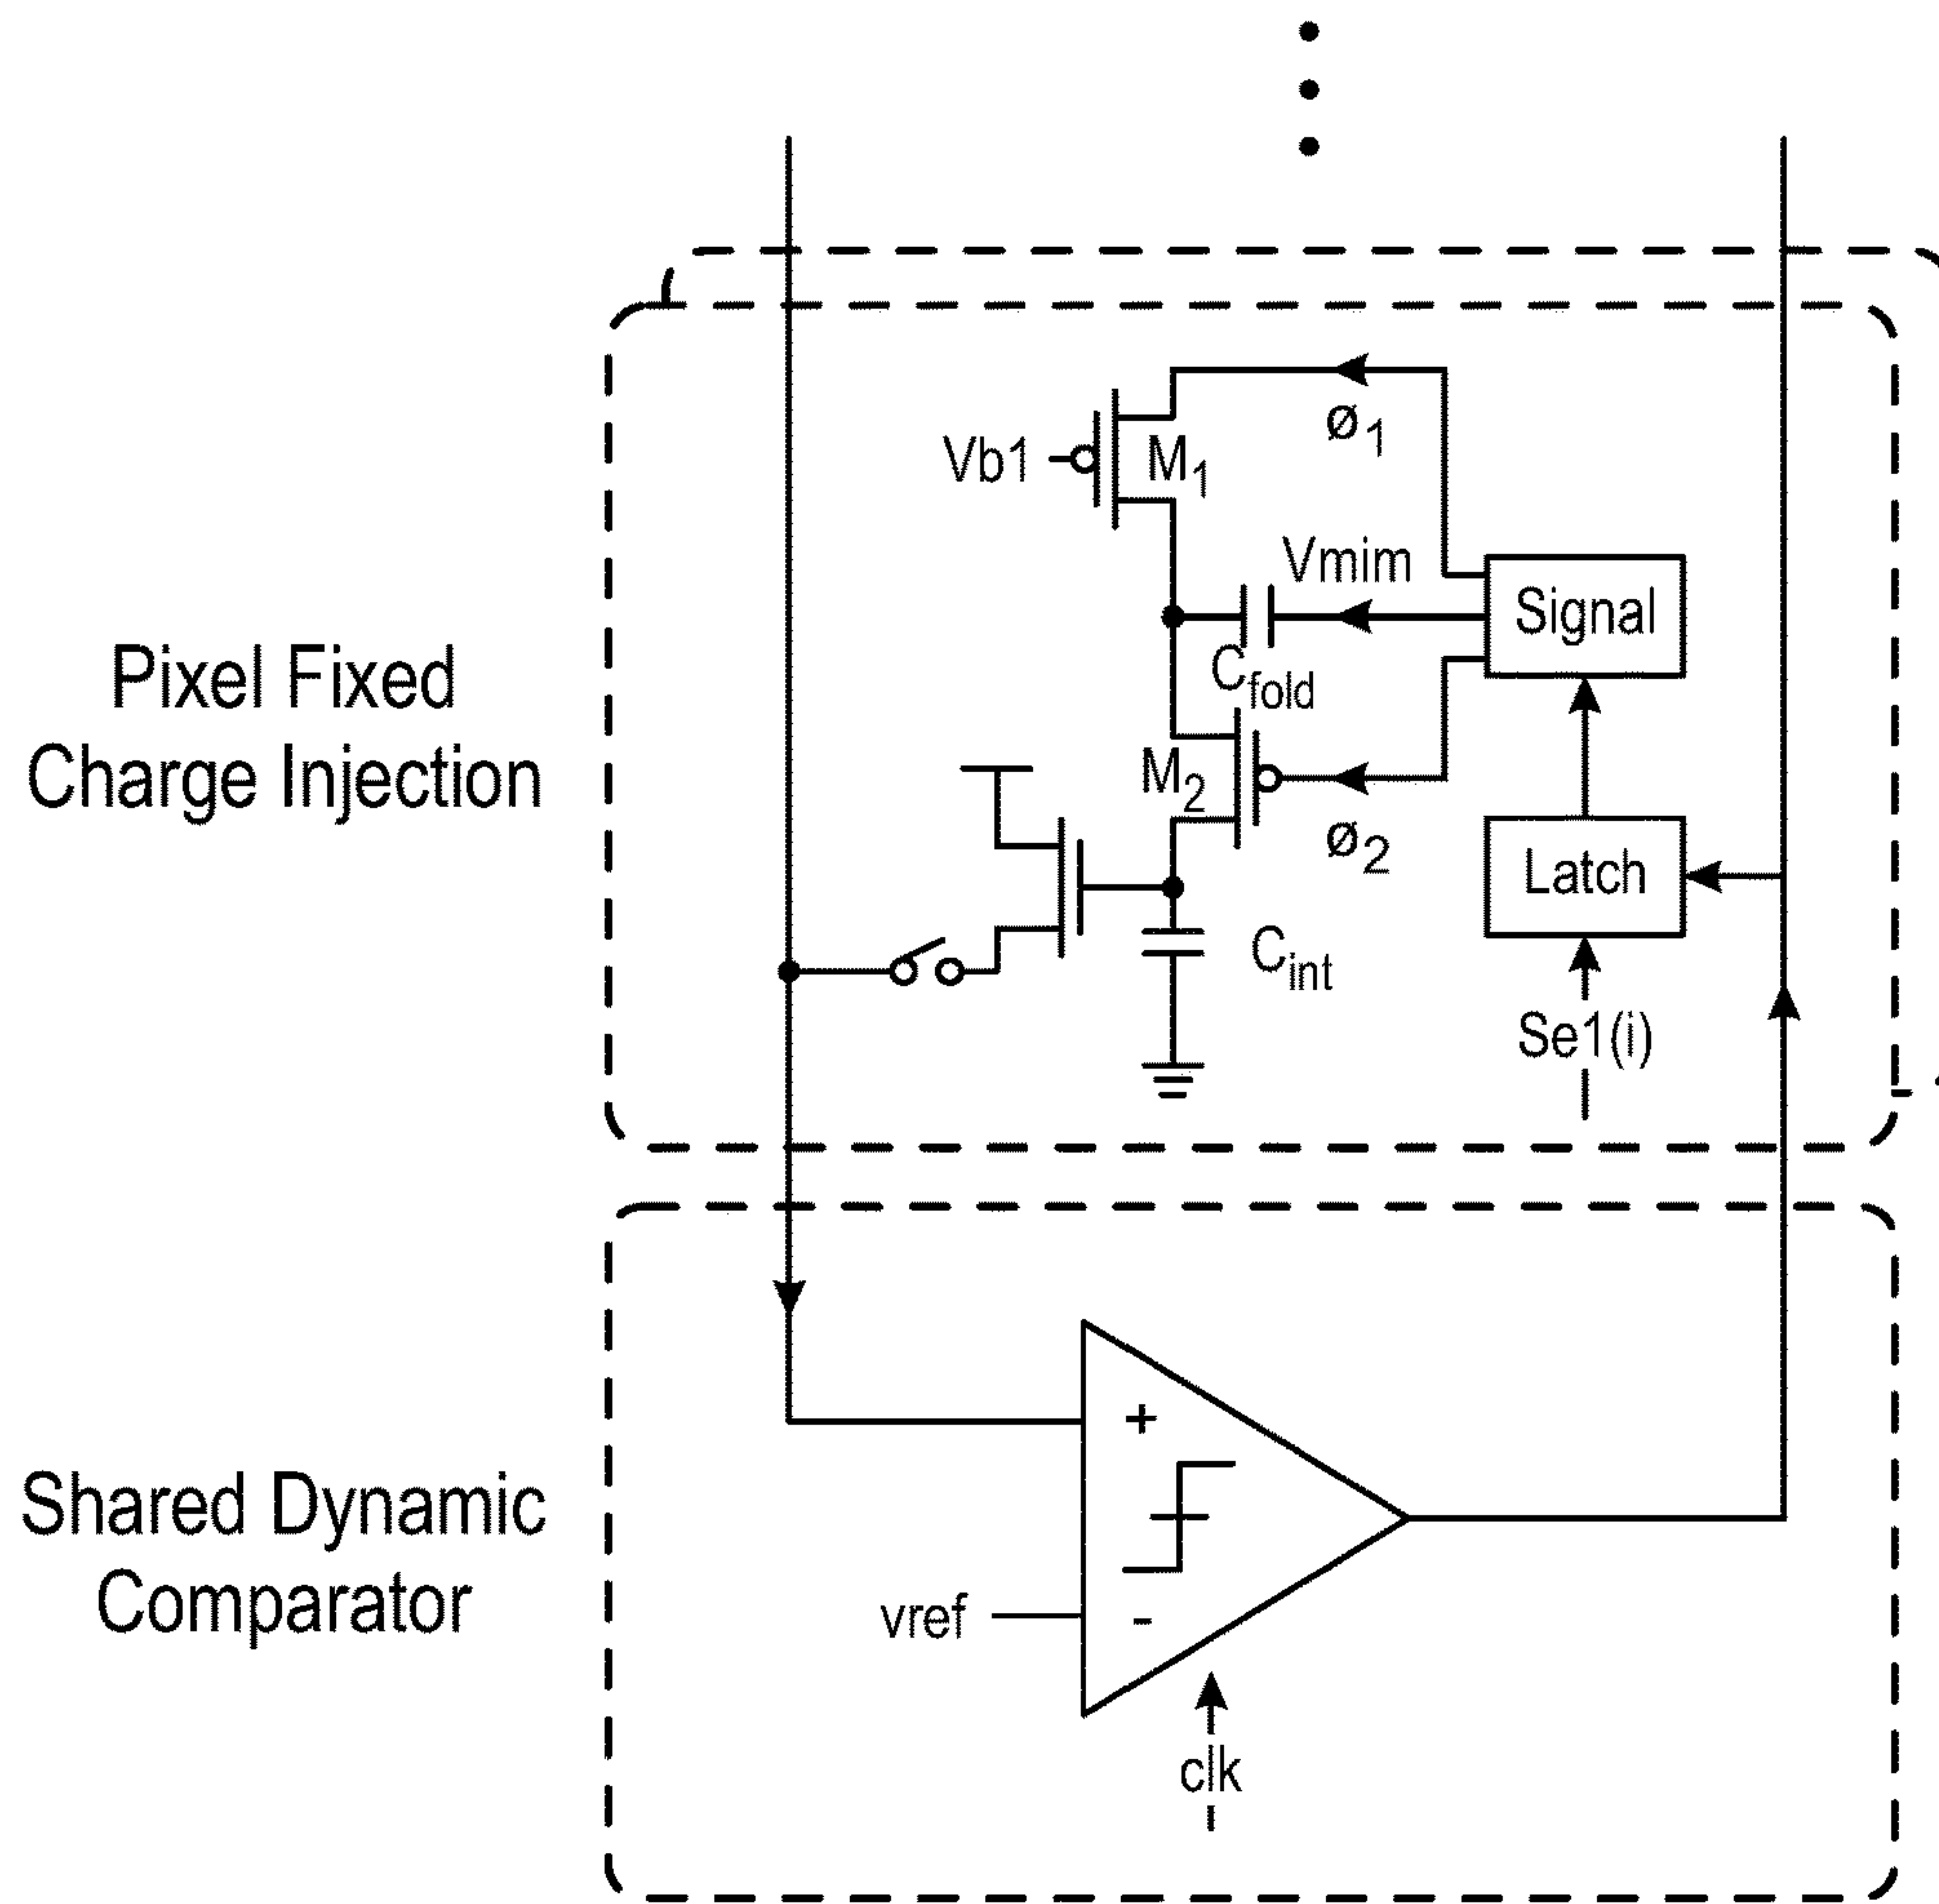 ø1
Vb1
M1
Vmim
Signal
Cfold
Pixel Fixed
Charge Injection
M2
ø2
Latch
Cint
Se1(i)
+
Shared Dynamic
Comparator
vref
-
clk